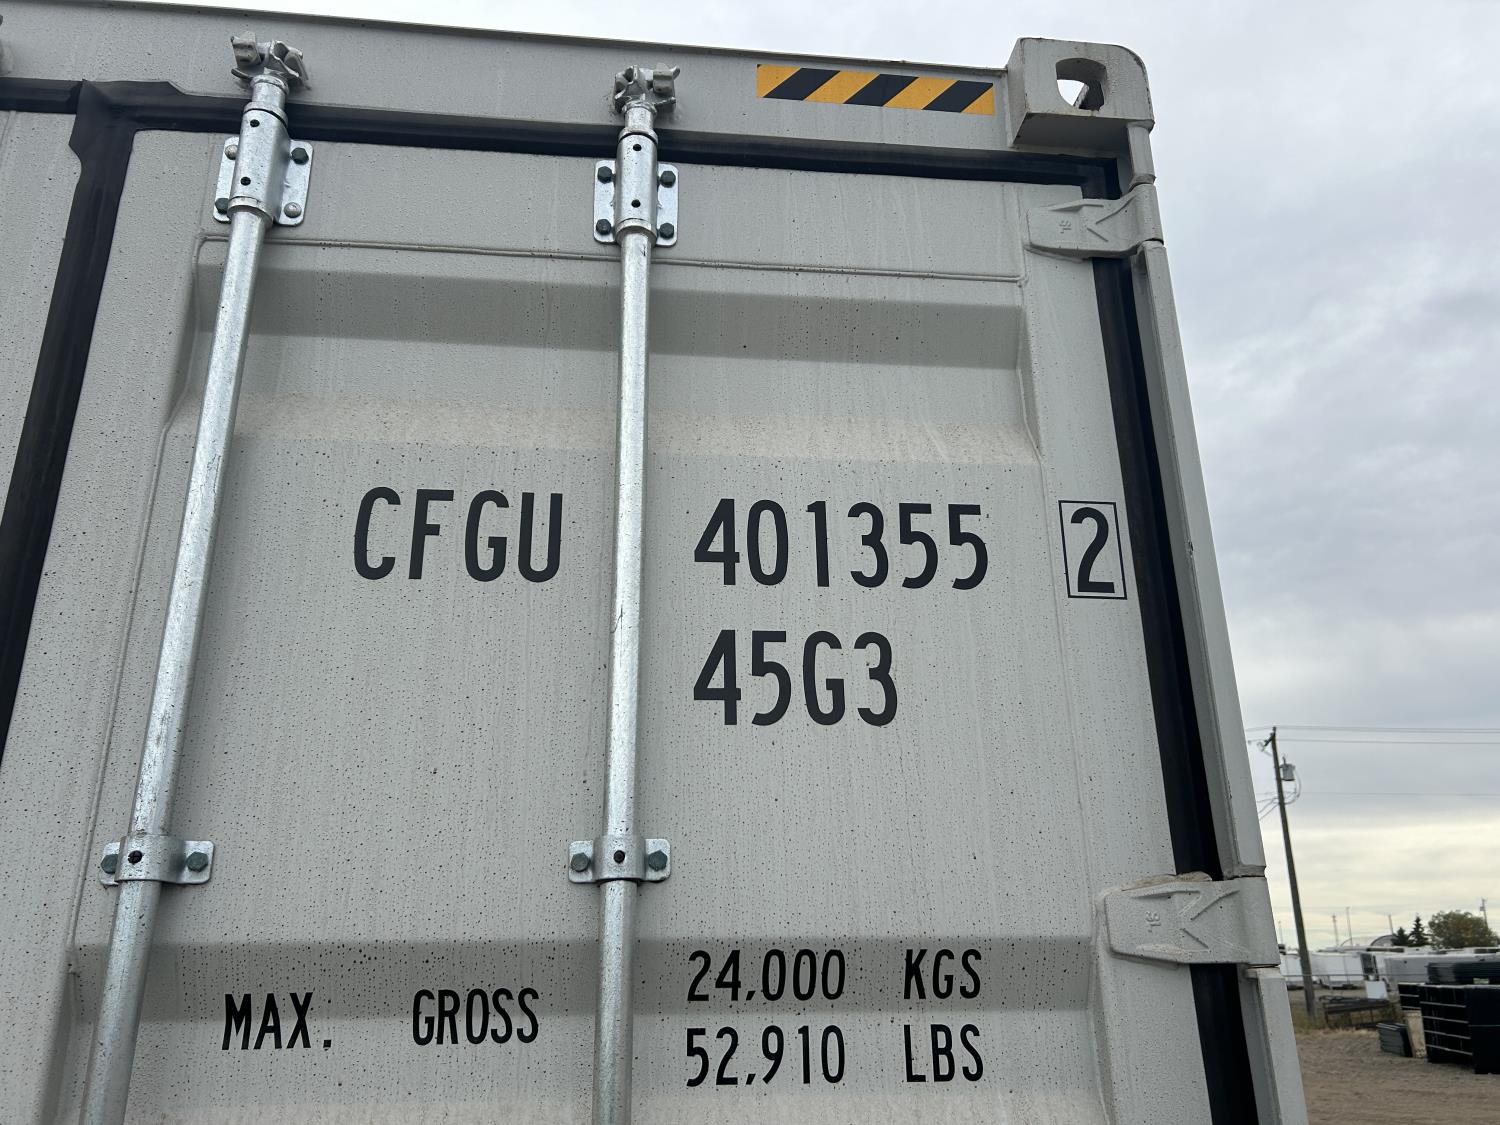 CFGU 401355 2
45G3
MAX. GROSS 24,000 KGS
52,910 LBS